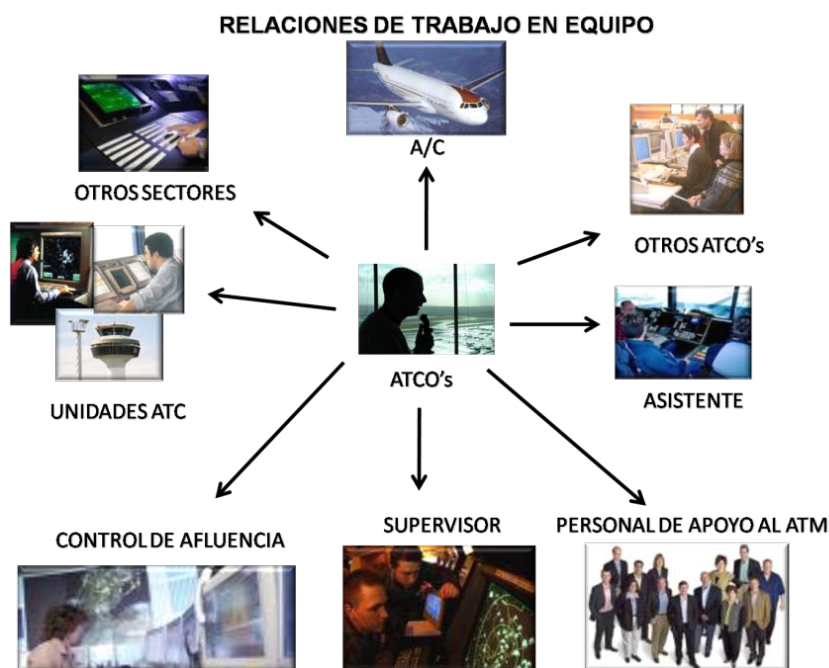 RELACIONES DE TRABAJO EN EQUIPO
A/C
OTROS SECTORES
OTROS ATCO's
ATCO's
UNIDADES ATC
ASISTENTE
CONTROL DE AFLUENCIA
SUPERVISOR
PERSONAL DE APOYO AL ATM